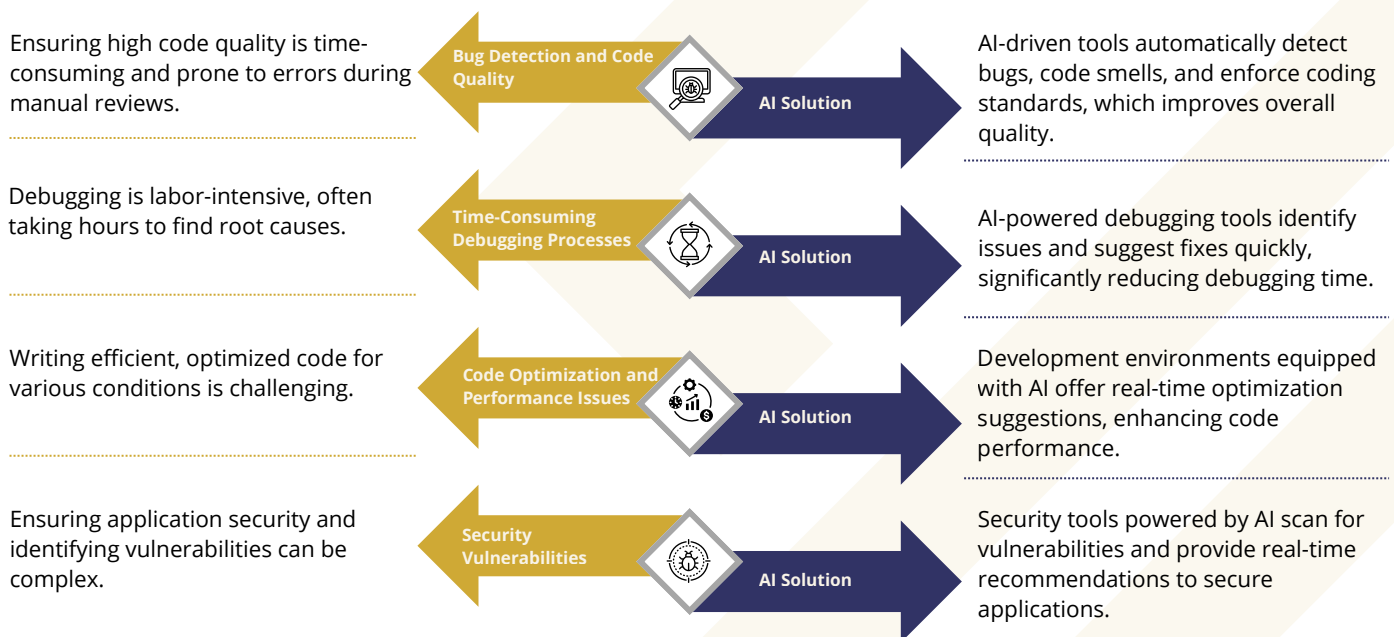 Ensuring high code quality is time-
consuming and prone to errors during
manual reviews.
Bug Detection and Code
Quality
AI Solution
AI-driven tools automatically detect
bugs, code smells, and enforce coding
standards, which improves overall
quality.
Debugging is labor-intensive, often
taking hours to find root causes.
Time-Consuming
Debugging Processes
AI Solution
AI-powered debugging tools identify
issues and suggest fixes quickly,
significantly reducing debugging time.
Writing efficient, optimized code for
various conditions is challenging.
Code Optimization and
Performance Issues
AI Solution
Development environments equipped
with AI offer real-time optimization
suggestions, enhancing code
performance.
Ensuring application security and
identifying vulnerabilities can be
complex.
Security
Vulnerabilities
AI Solution
Security tools powered by AI scan for
vulnerabilities and provide real-time
recommendations to secure
applications.